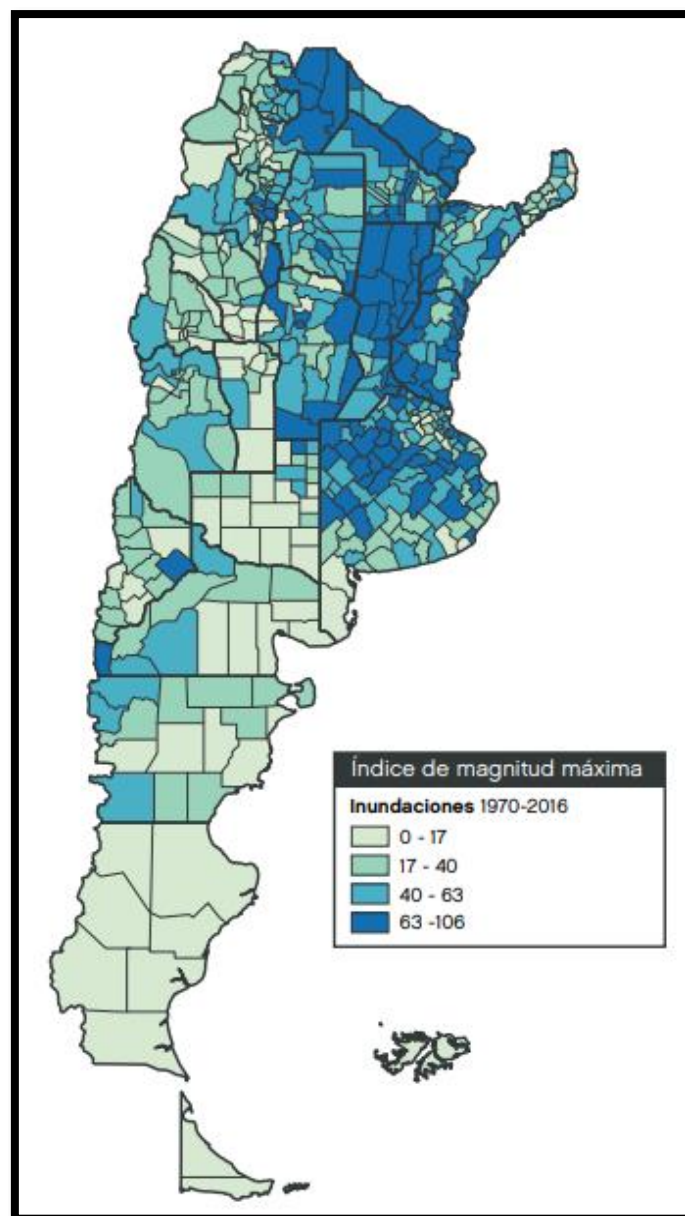 Índice de magnitud máxima
Inundaciones 1970-2016
0 - 17
17 - 40
40 - 63
63 -106